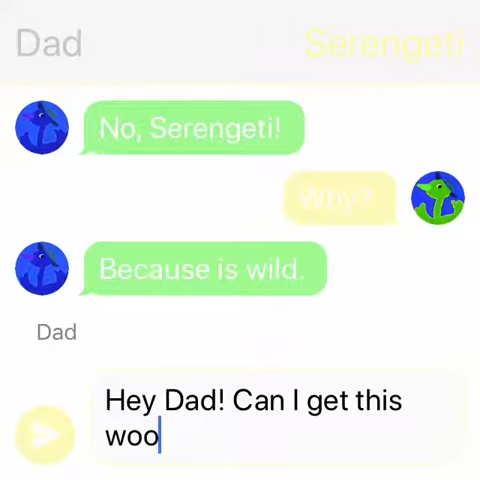 Dad
Serengeti
No, Serengeti!
Why?
Because is wild.
Dad
Hey Dad! Can I get this
woo